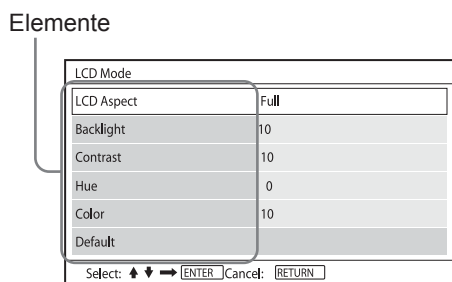 Elemente
LCD Mode
LCD Aspect Full
Backlight 10
Contrast 10
Hue 0
Color 10
Default
Select: ↑ ↓ → ENTER Cancel: RETURN